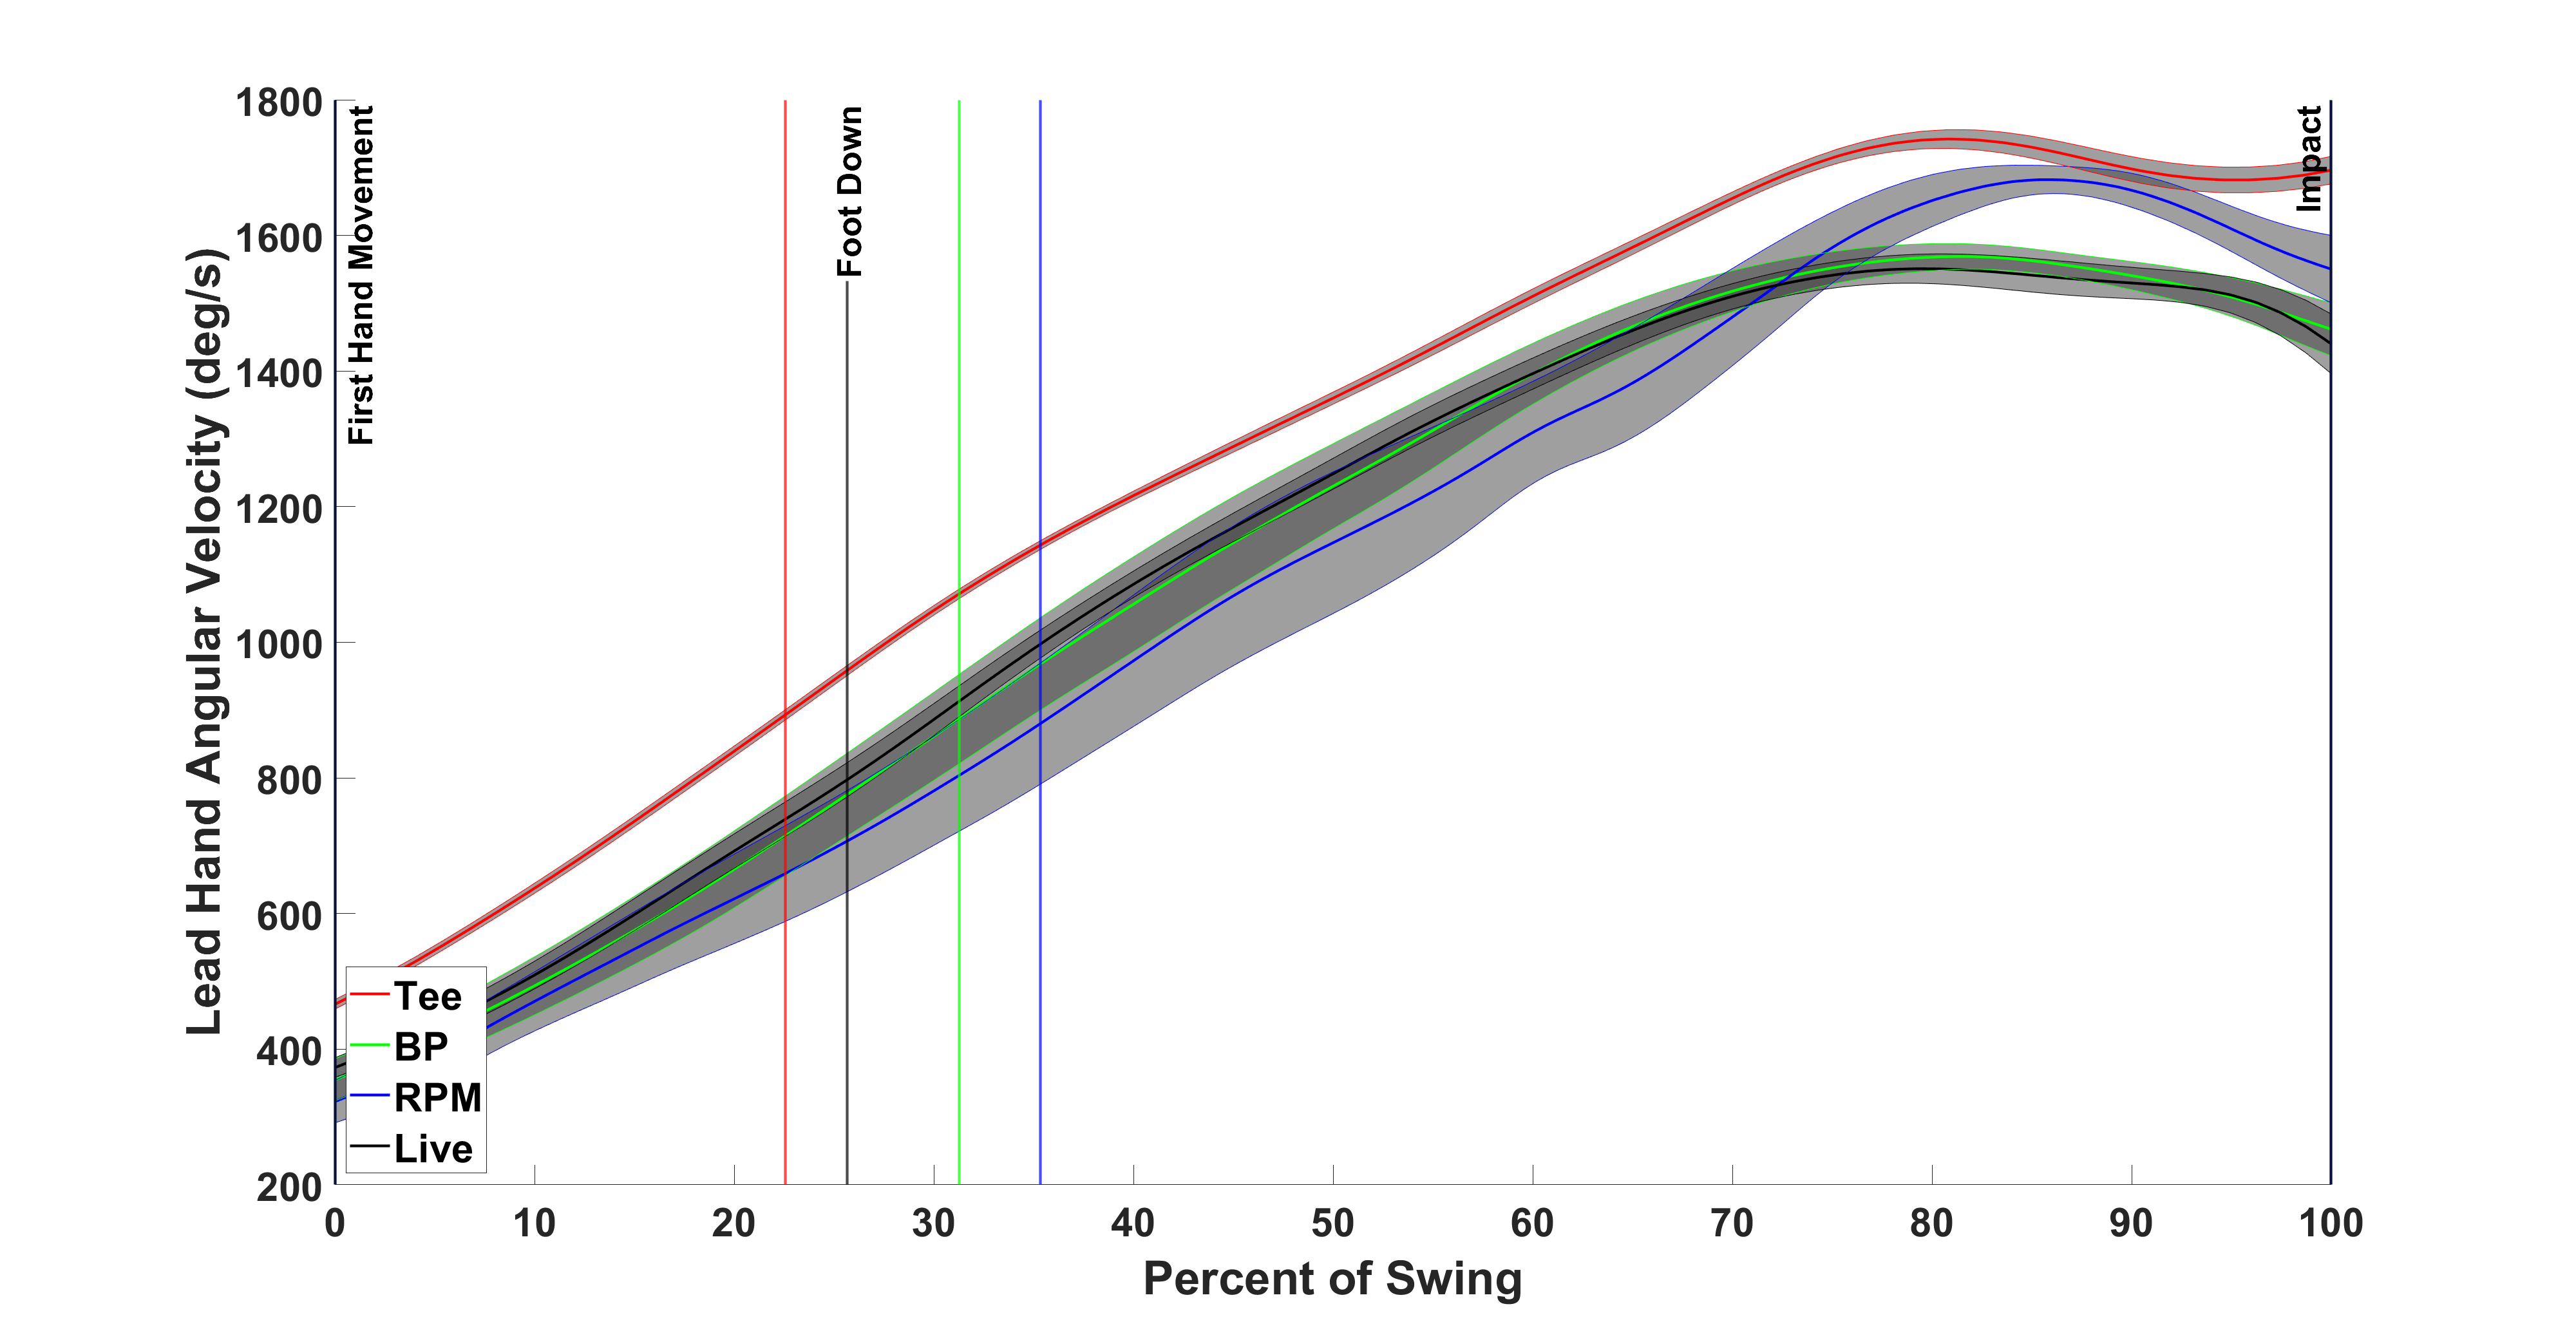 Lead Hand Angular Velocity (deg/s)
1800
1600
1400
1200
1000
800
600
400
200
First Hand Movement
Foot Down
Impact
Tee
BP
RPM
Live
0 10 20 30 40 50 60 70 80 90 100
Percent of Swing